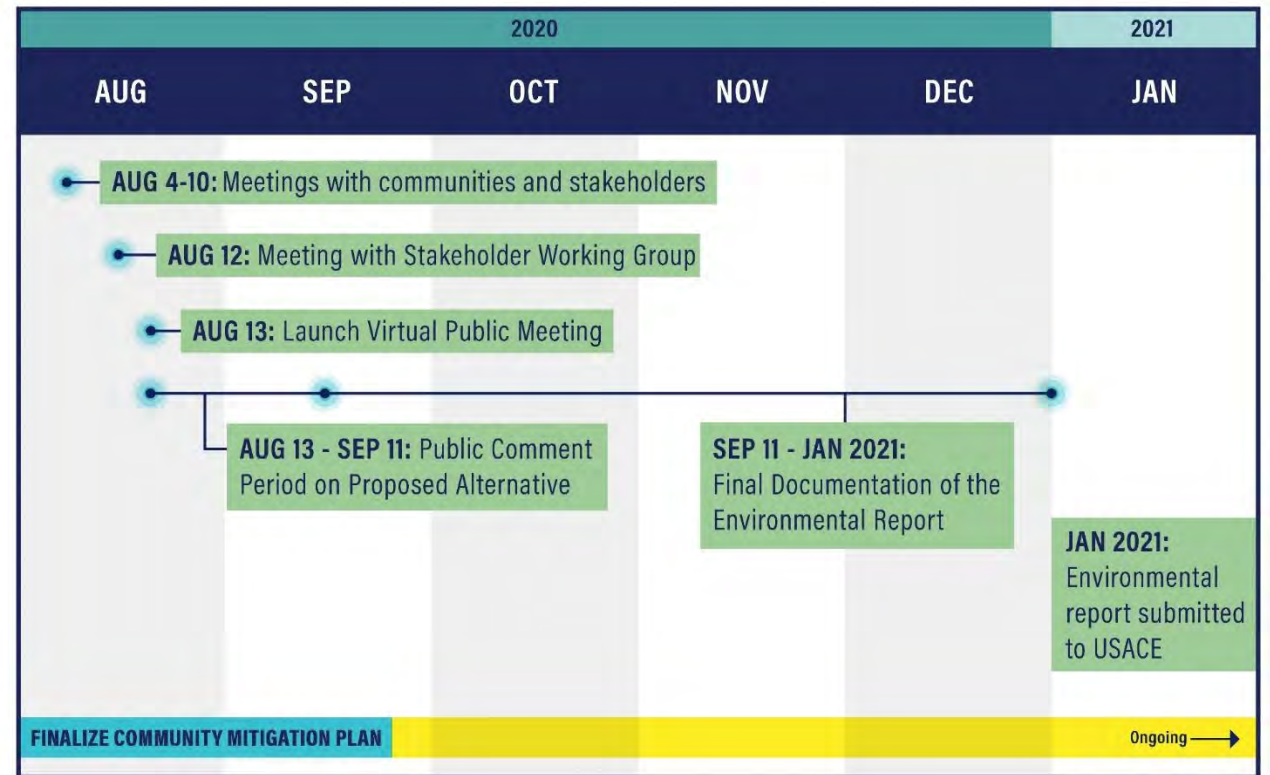 2020
2021
AUG
SEP
OCT
NOV
DEC
JAN
AUG 4-10: Meetings with communities and stakeholders
AUG 12: Meeting with Stakeholder Working Group
AUG 13: Launch Virtual Public Meeting
AUG 13 - SEP 11: Public Comment
Period on Proposed Alternative
SEP 11 - JAN 2021:
Final Documentation of the
Environmental Report
JAN 2021:
Environmental
report submitted
to USACE
FINALIZE COMMUNITY MITIGATION PLAN
Ongoing